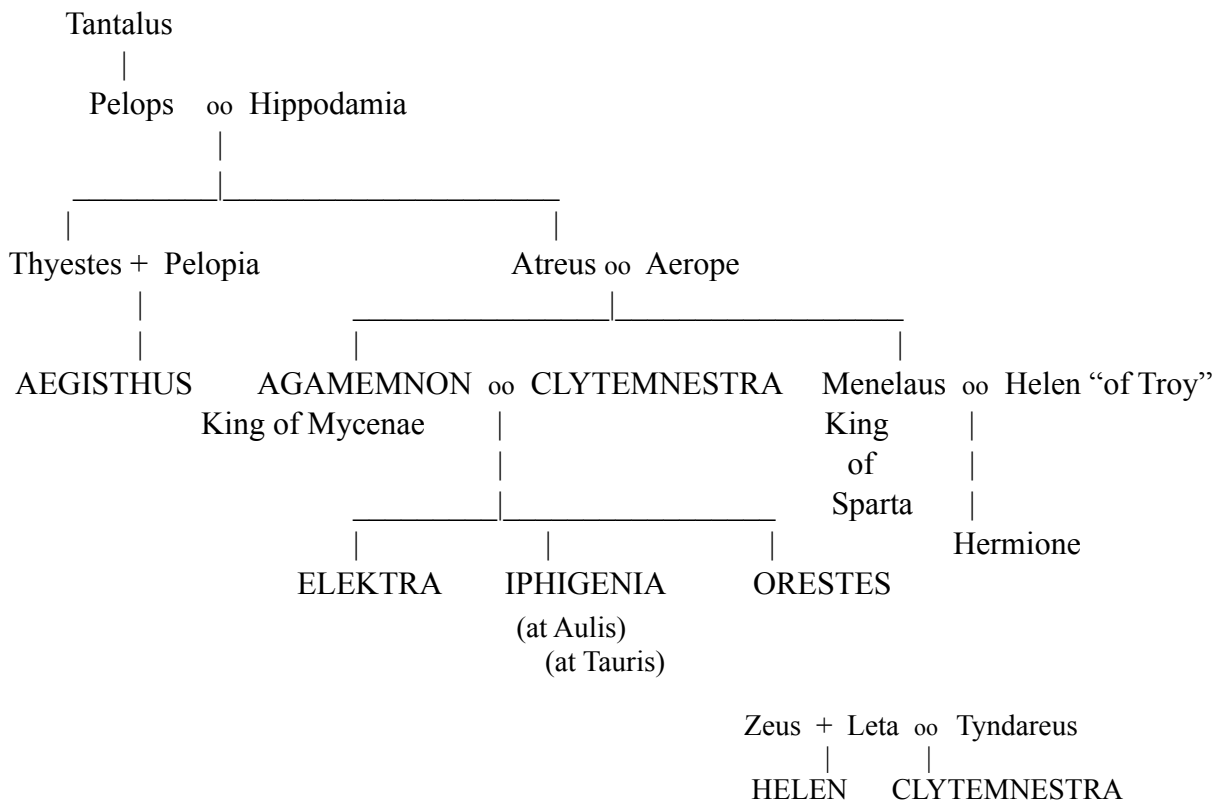 Tantalus
Pelops oo Hippodamia
Thyestes + Pelopia Atreus oo Aerope
AEGISTHUS AGAMEMNON oo CLYTEMNESTRA Menelaus oo Helen “of Troy”
King of Mycenae King
of
Sparta
Hermione
ELEKTRA IPHIGENIA ORESTES
(at Aulis)
(at Tauris)
Zeus + Leta oo Tyndareus
HELEN CLYTEMNESTRA